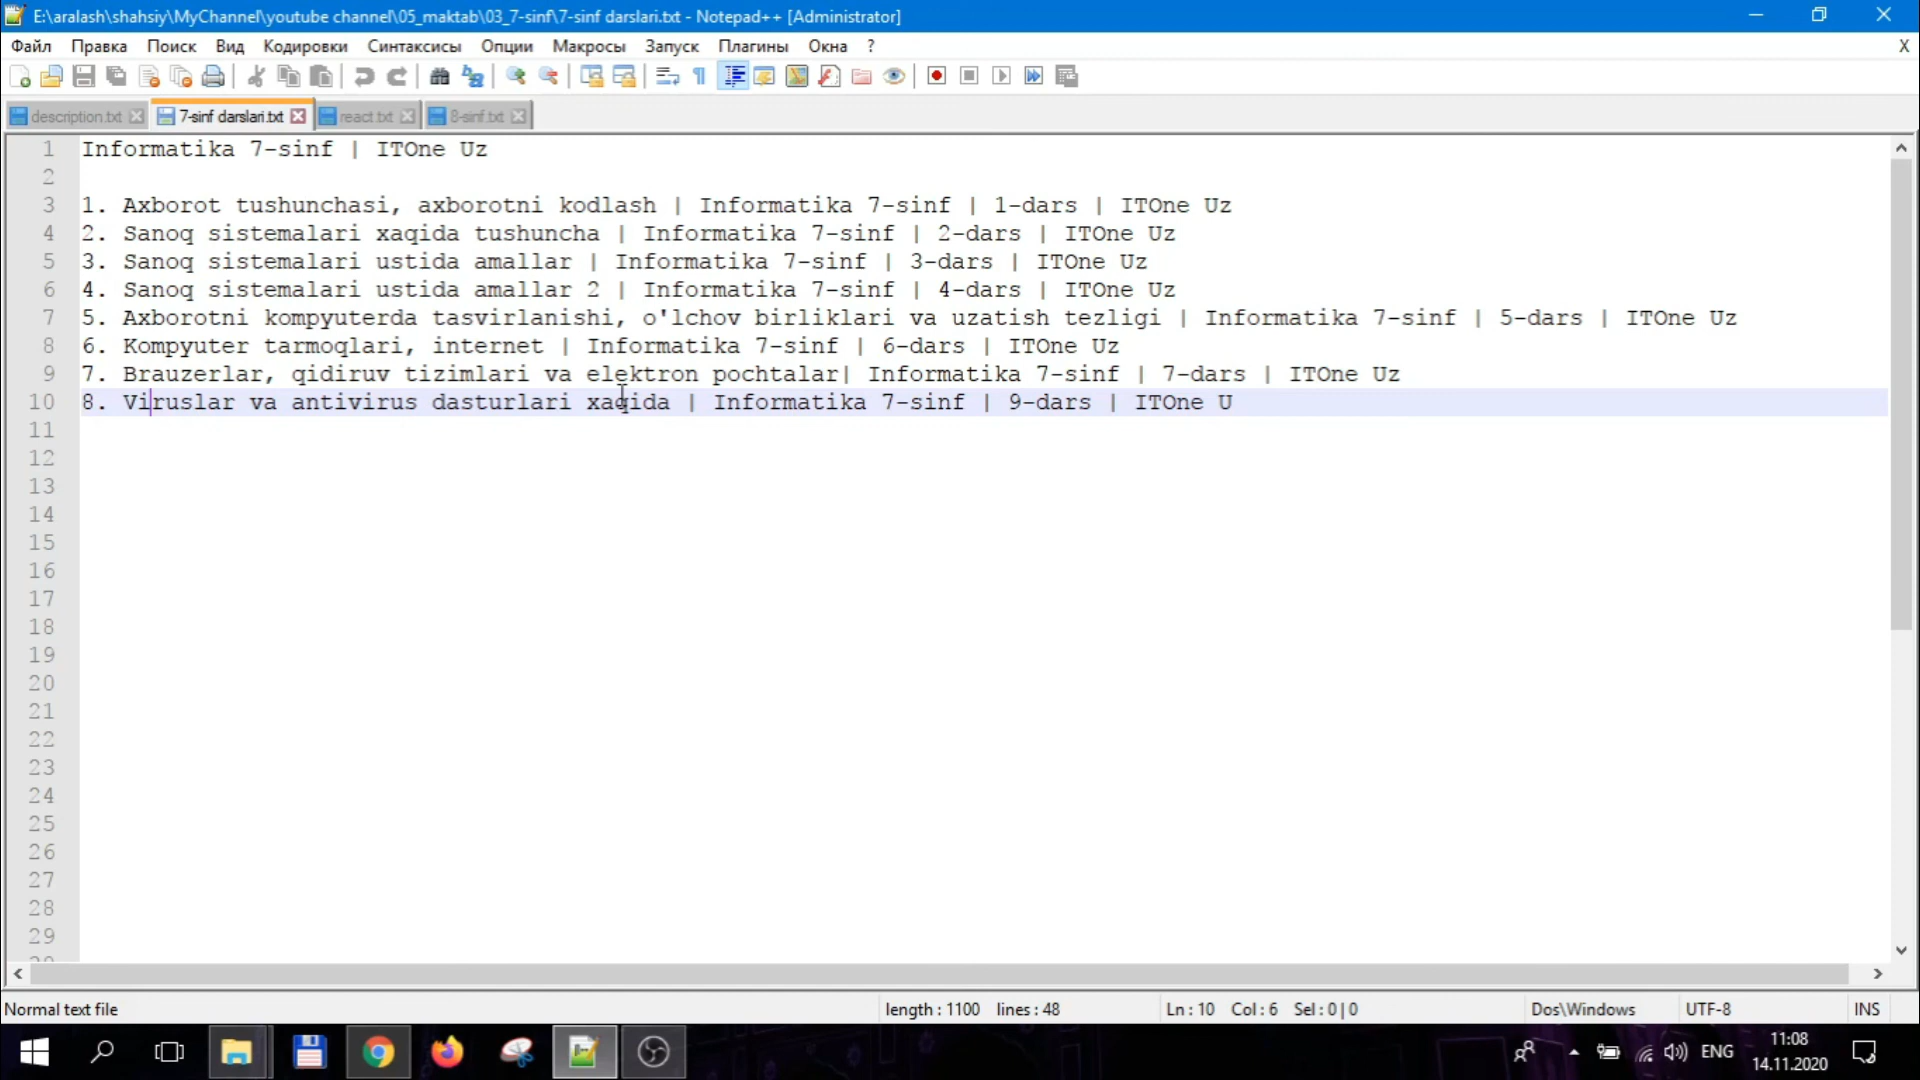 E:\aralash\shahsiy\MyChannel\youtube channel\05_maktab\03_7-sinf\7-sinf darslari.txt - Notepad++ [Administrator]
Файл Правка Поиск Вид Кодировки Синтаксисы Опции Макросы Запуск Плагины Окна ? X
description.txt 7-sinf darslari.txt react.txt 8-sinf.txt
1 Informatika 7-sinf | ITOne Uz
2
3 1. Axborot tushunchasi, axborotni kodlash | Informatika 7-sinf | 1-dars | ITOne Uz
4 2. Sanoq sistemalari xaqida tushuncha | Informatika 7-sinf | 2-dars | ITOne Uz
5 3. Sanoq sistemalari ustida amallar | Informatika 7-sinf | 3-dars | ITOne Uz
6 4. Sanoq sistemalari ustida amallar 2 | Informatika 7-sinf | 4-dars | ITOne Uz
7 5. Axborotni kompyuterda tasvirlanishi, o'lchov birliklari va uzatish tezligi | Informatika 7-sinf | 5-dars | ITOne Uz
8 6. Kompyuter tarmoqlari, internet | Informatika 7-sinf | 6-dars | ITOne Uz
9 7. Brauzerlar, qidiruv tizimlari va elektron pochtalar| Informatika 7-sinf | 7-dars | ITOne Uz
10 8. Viruslar va antivirus dasturlari xaqida | Informatika 7-sinf | 9-dars | ITOne U
11
12
13
14
15
16
17
18
19
20
21
22
23
24
25
26
27
28
29
Normal text file length : 1100 lines : 48 Ln : 10 Col : 6 Sel : 0 | 0 Dos\Windows UTF-8 INS
ENG 11:08
14.11.2020